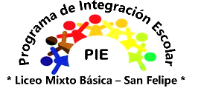 Programa de Integración Escolar
PIE
* Liceo Mixto Básica – San Felipe *